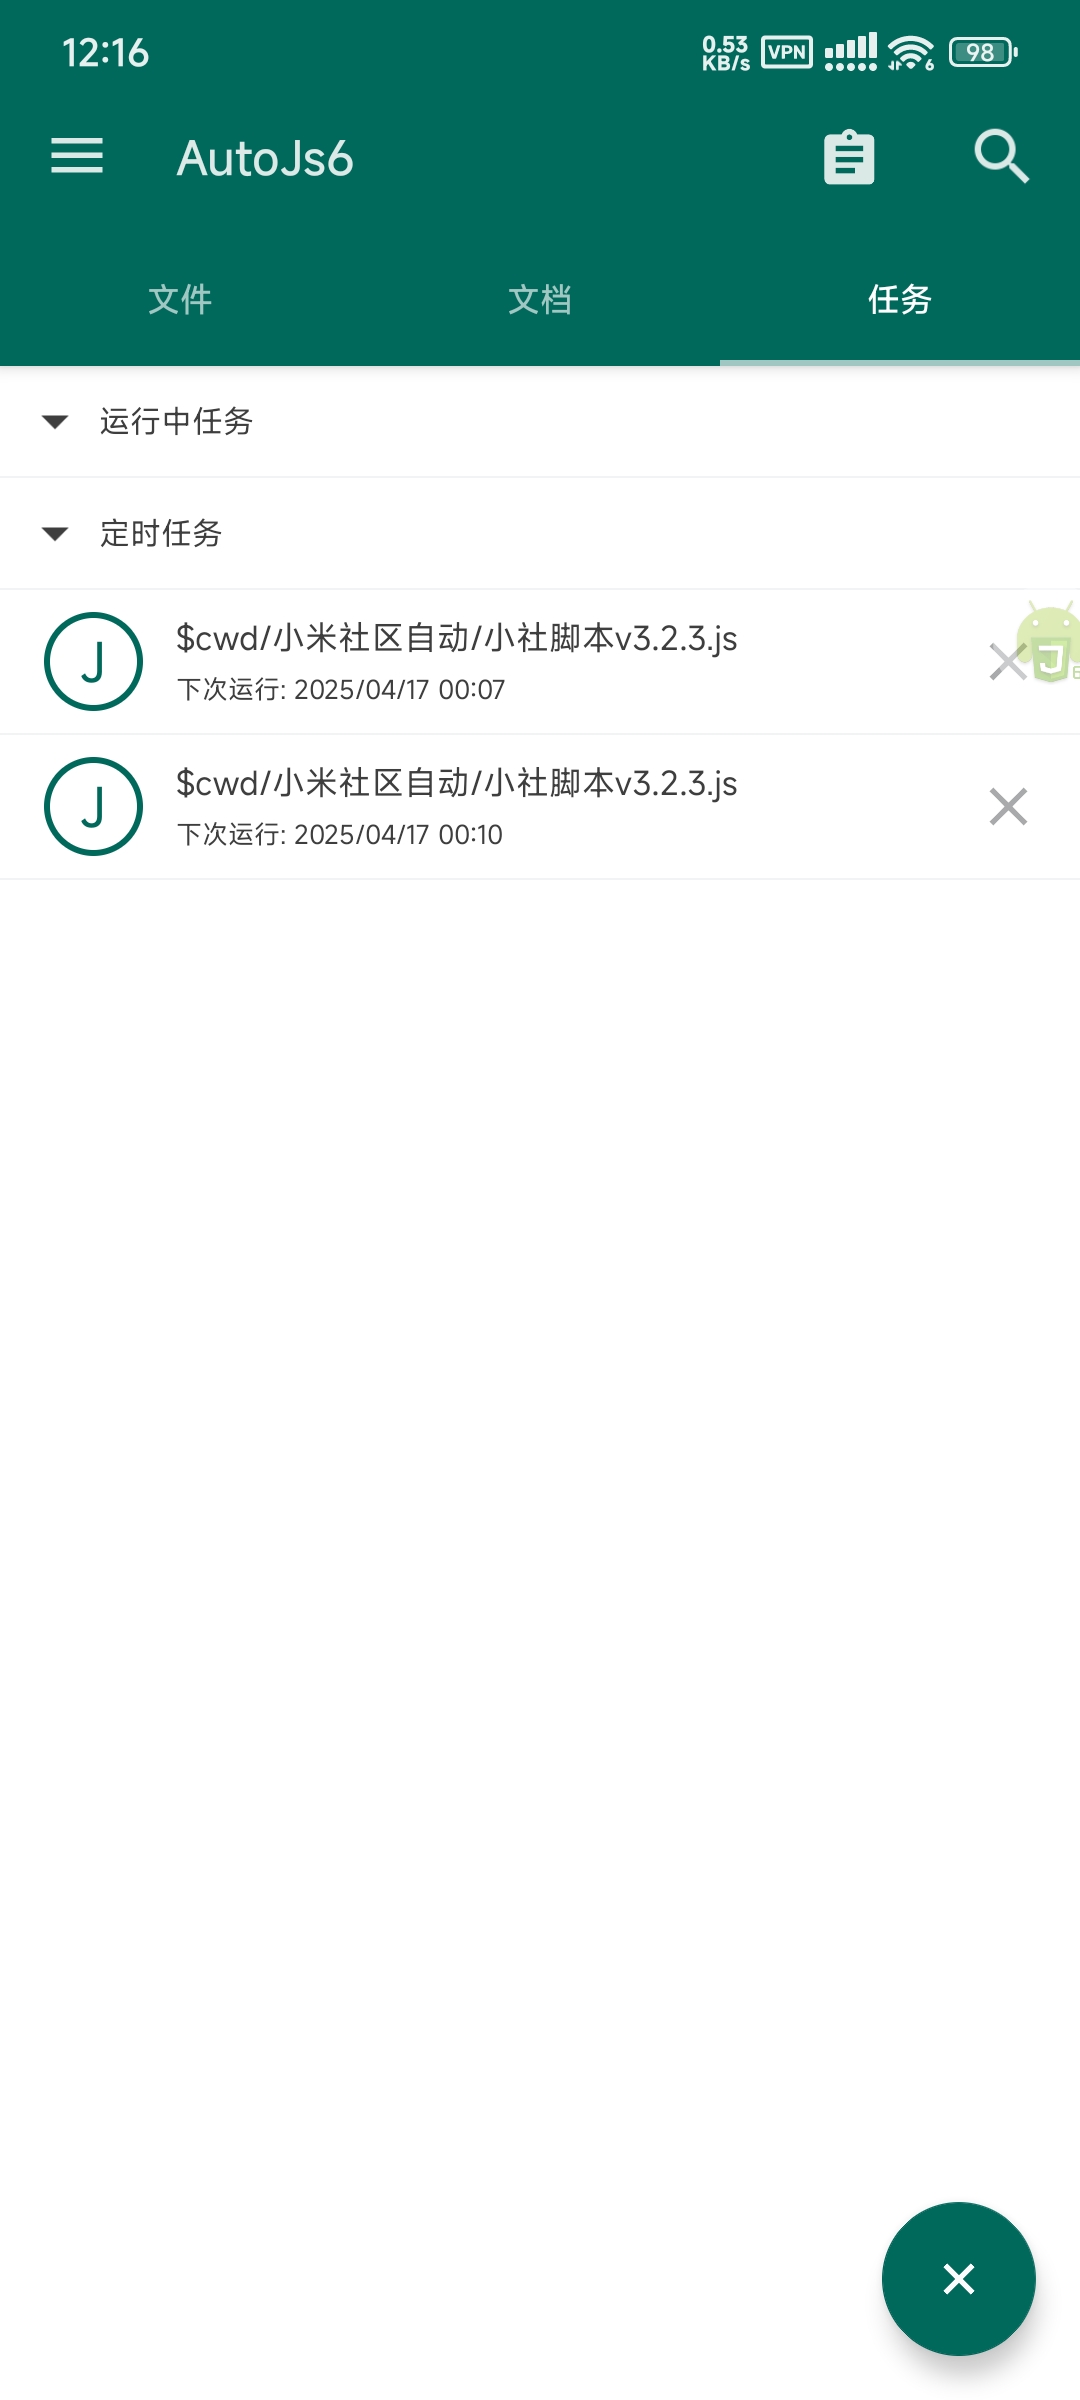 12:16
0.53 KB/s VPN 6 98
AutoJs6
文件 文档 任务
运行中任务
定时任务
J
$cwd/小米社区自动/小社脚本v3.2.3.js
下次运行: 2025/04/17 00:07
J
6
J
$cwd/小米社区自动/小社脚本v3.2.3.js
下次运行: 2025/04/17 00:10